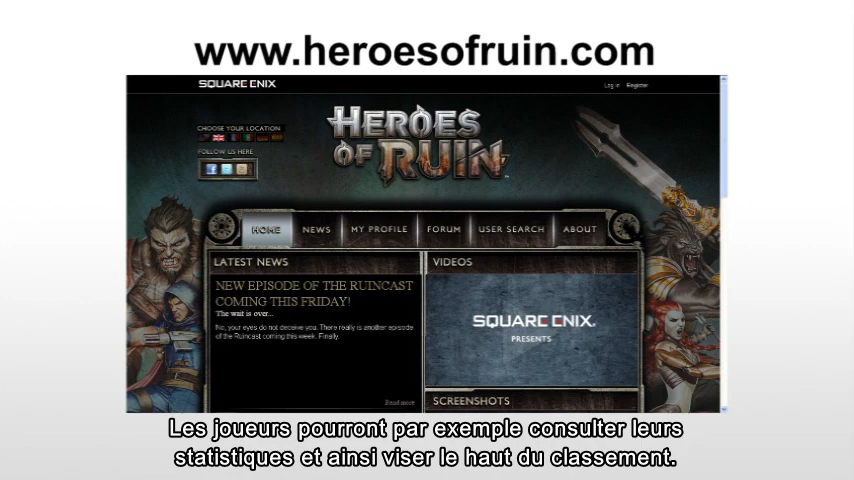 www.heroesofruin.com
SQUARE ENIX
Log in Register
CHOOSE YOUR LOCATION
FOLLOW US HERE
HEROES
OF RUIN™
HOME NEWS MY PROFILE FORUM USER SEARCH ABOUT
LATEST NEWS
NEW EPISODE OF THE RUINCAST
COMING THIS FRIDAY!
The wait is over...
No, your eyes do not deceive you. There really is another episode
of the Ruincast coming this week. Finally.
Read more
VIDEOS
SQUARE ENIX.
PRESENTS
SCREENSHOTS
Les joueurs pourront par exemple consulter leurs
statistiques et ainsi viser le haut du classement.